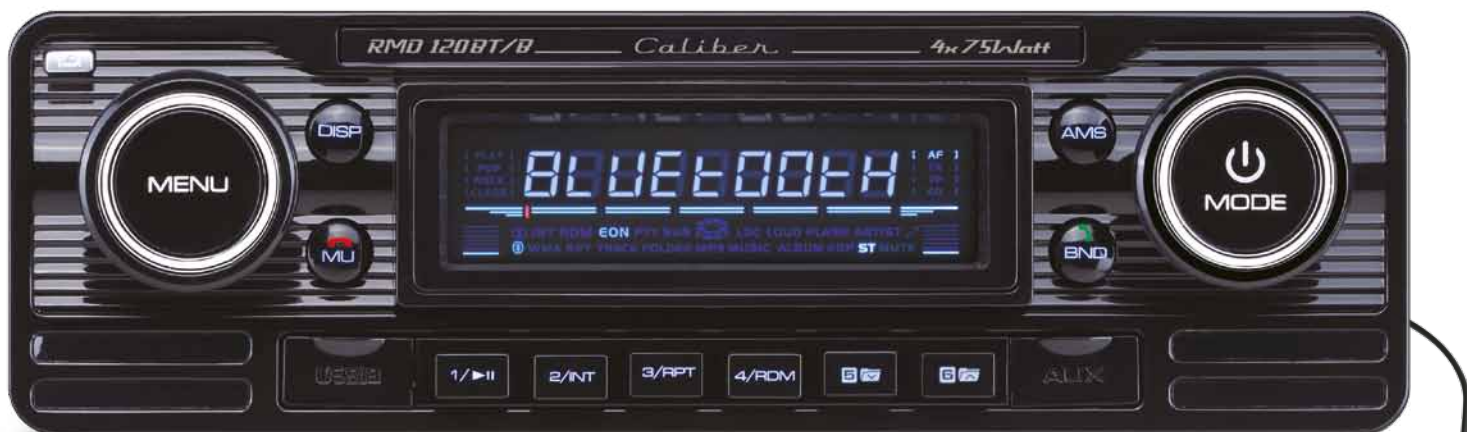 RMD 120BT/B Caliber 4x75Watt
DISP AMS
MENU BLUEtOOtH AF MODE
MU EON BND
ST
1/▶II 2/INT 3/RPT 4/RDM 5 6 AUX